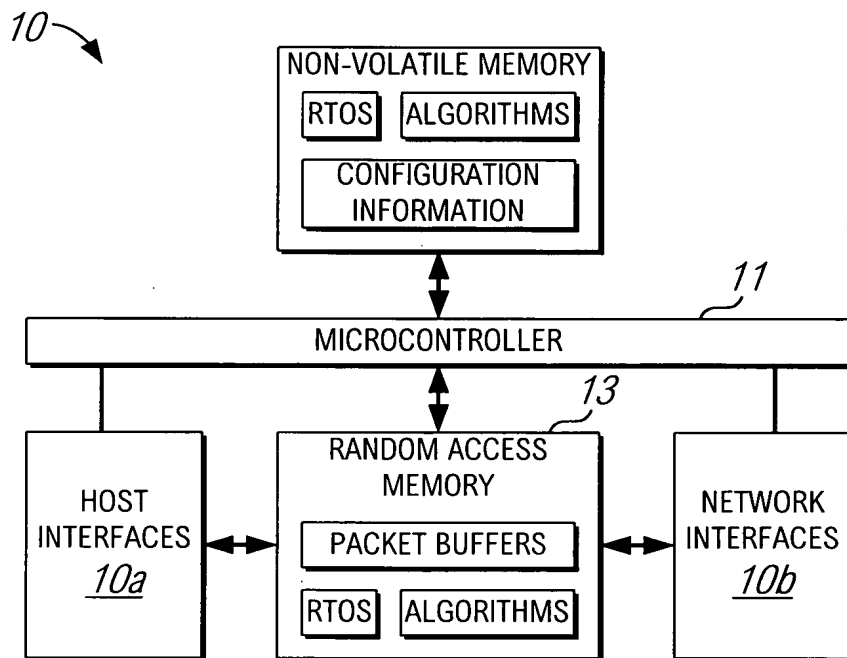 10
NON-VOLATILE MEMORY
RTOS
ALGORITHMS
CONFIGURATION
INFORMATION
11
MICROCONTROLLER
13
HOST
INTERFACES
10a
RANDOM ACCESS
MEMORY
PACKET BUFFERS
RTOS
ALGORITHMS
NETWORK
INTERFACES
10b